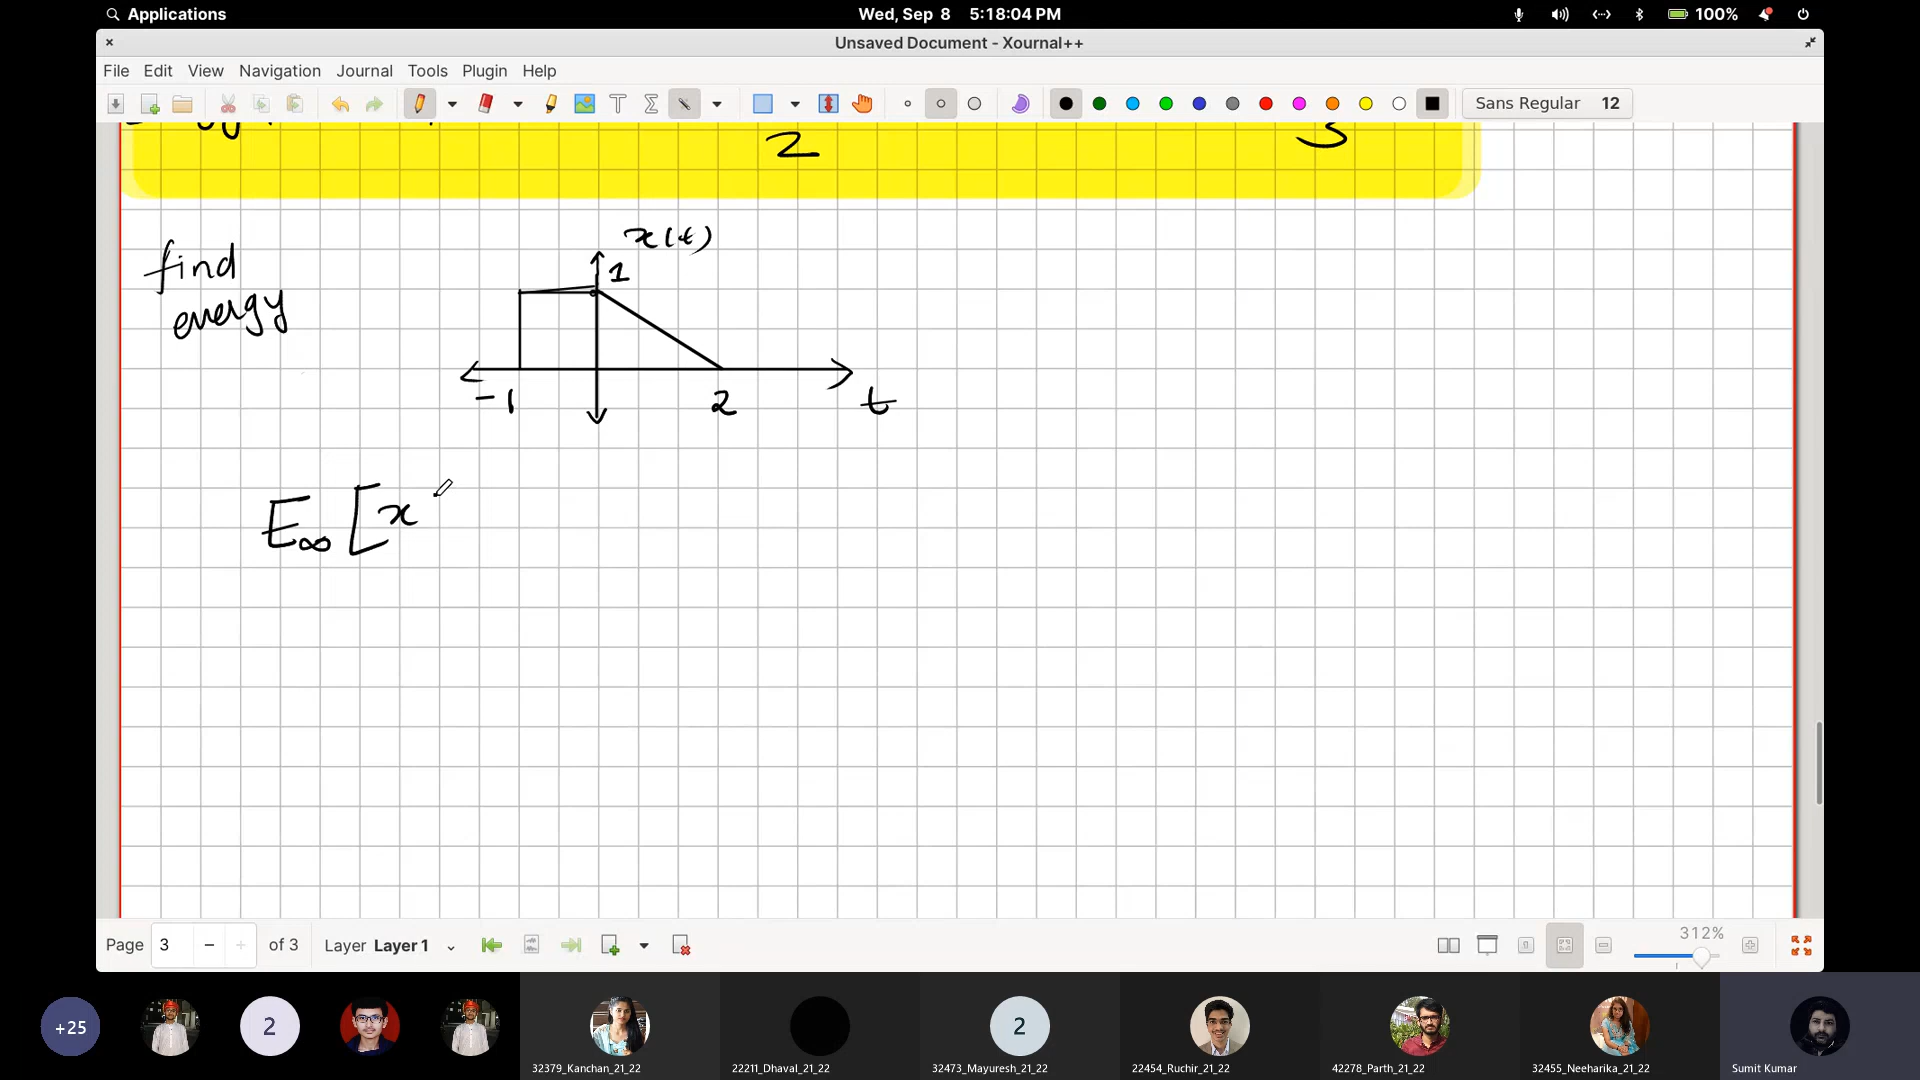 Applications
Wed, Sep 8 5:18:04 PM
100%
Unsaved Document - Xournal++
File Edit View Navigation Journal Tools Plugin Help
Sans Regular 12
2
3
x(t)
find
energy
1
-1
2
t
E∞ [x
Page 3 of 3 Layer Layer 1
312%
+25
2
2
32379_Kanchan_21_22
22211_Dhaval_21_22
32473_Mayuresh_21_22
22454_Ruchir_21_22
42278_Parth_21_22
32455_Neeharika_21_22
Sumit Kumar